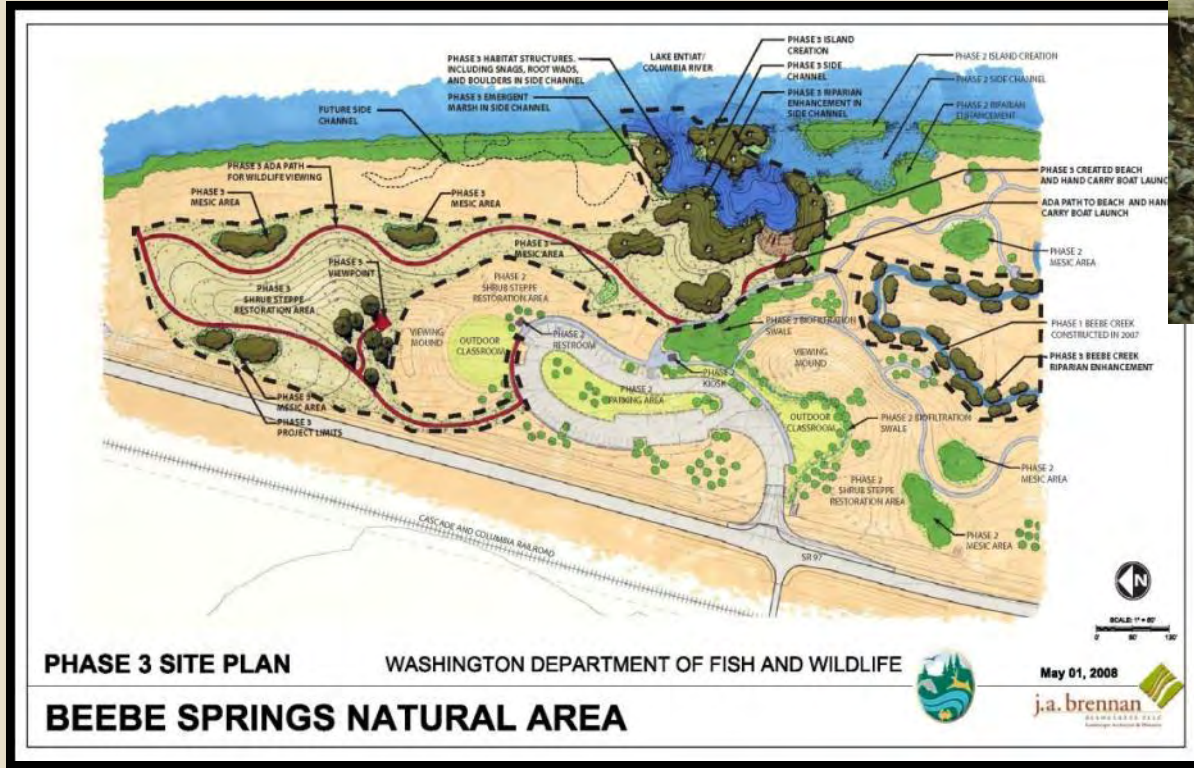 PHASE 3 HABITAT STRUCTURES,
INCLUDING SNAGS, ROOT WADS,
AND BOULDERS IN SIDE CHANNEL
PHASE 3 EMERGENT
MARSH IN SIDE CHANNEL
LAKE ENTIAT/
COLUMBIA RIVER
PHASE 3 ISLAND
CREATION
PHASE 3 SIDE
CHANNEL
PHASE 3 RIPARIAN
ENHANCEMENT IN
SIDE CHANNEL
PHASE 2 ISLAND CREATION
PHASE 2 SIDE CHANNEL
PHASE 2 RIPARIAN
ENHANCEMENT
FUTURE SIDE
CHANNEL
PHASE 3 ADA PATH
FOR WILDLIFE VIEWING
PHASE 3
MESIC AREA
PHASE 3
MESIC AREA
PHASE 3 CREATED BEACH
AND HAND CARRY BOAT LAUNC
ADA PATH TO BEACH AND HAN
CARRY BOAT LAUNCH
PHASE 3
MESIC AREA
PHASE 2
MESIC AREA
PHASE 3
VIEWPOINT
PHASE 3
SHRUB STEPPE
RESTORATION AREA
PHASE 2
SHRUB STEPPE
RESTORATION AREA
VIEWING
MOUND
OUTDOOR
CLASSROOM
PHASE 2
RESTROOM
PHASE 2 BIOFILTRATION
SWALE
VIEWING
MOUND
PHASE 1 BEEBE CREEK
CONSTRUCTED IN 2007
PHASE 3 BEEBE CREEK
RIPARIAN ENHANCEMENT
PHASE 2
KIOSK
PHASE 2
PARKING AREA
PHASE 3
MESIC AREA
PHASE 3
PROJECT LIMITS
OUTDOOR
CLASSROOM
PHASE 2 BIOFILTRATION
SWALE
PHASE 2
SHRUB STEPPE
RESTORATION AREA
PHASE 2
MESIC AREA
PHASE 2
MESIC AREA
CASCADE AND COLUMBIA RAILROAD
SR 97
N
SCALE: 1" = 60'
0' 60' 120'
PHASE 3 SITE PLAN
WASHINGTON DEPARTMENT OF FISH AND WILDLIFE
May 01, 2008
BEEBE SPRINGS NATURAL AREA
j.a. brennan